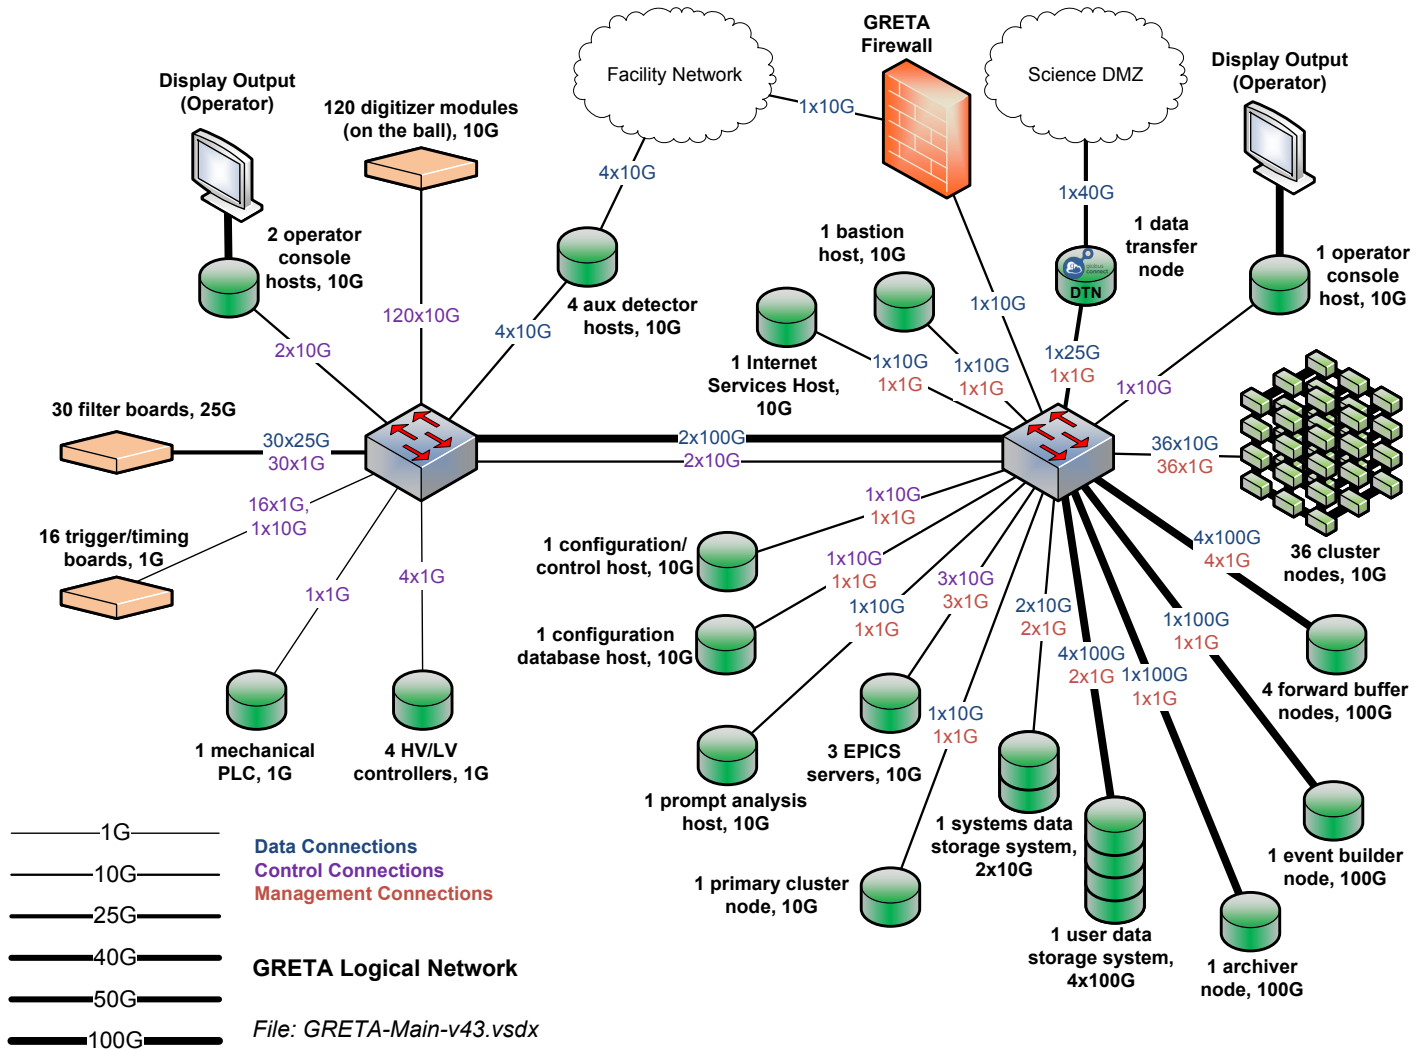 GRETA
Firewall
Facility Network
Science DMZ
Display Output
(Operator)
Display Output
(Operator)
120 digitizer modules
(on the ball), 10G
1x10G
4x10G
1x40G
2 operator
console
hosts, 10G
1 bastion
host, 10G
1 data
transfer
node
1 operator
console
host, 10G
globus
connect
DTN
4 aux detector
hosts, 10G
120x10G
4x10G
1x10G
2x10G
1 Internet
Services Host,
10G
1x10G
1x1G
1x10G
1x1G
1x25G
1x1G
1x10G
30 filter boards, 25G
30x25G
30x1G
2x100G
2x10G
36x10G
36x1G
36 cluster
nodes, 10G
16x1G,
1x10G
16 trigger/timing
boards, 1G
1x1G
4x1G
1x10G
1x1G
1 configuration/
control host, 10G
1x10G
1x1G
1 configuration
database host, 10G
1x10G
1x1G
3x10G
3x1G
2x10G
2x1G
4x100G
2x1G
1x100G
1x1G
1x100G
1x1G
4x100G
4x1G
4 forward buffer
nodes, 100G
1x10G
1x1G
1 mechanical
PLC, 1G
4 HV/LV
controllers, 1G
3 EPICS
servers, 10G
1 prompt analysis
host, 10G
1 systems data
storage system,
2x10G
1 event builder
node, 100G
1 primary cluster
node, 10G
1 user data
storage system,
4x100G
1 archiver
node, 100G
1G
10G
25G
40G
50G
100G
Data Connections
Control Connections
Management Connections
GRETA Logical Network
File: GRETA-Main-v43.vsdx